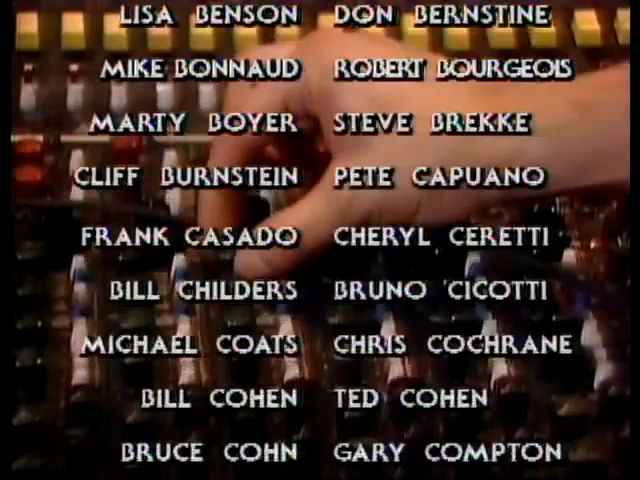 LISA BENSON DON BERNSTINE
MIKE BONNAUD ROBERT BOURGEOIS
MARTY BOYER STEVE BREKKE
CLIFF BURNSTEIN PETE CAPUANO
FRANK CASADO CHERYL CERETTI
BILL CHILDERS BRUNO CICOTTI
MICHAEL COATS CHRIS COCHRANE
BILL COHEN TED COHEN
BRUCE COHN GARY COMPTON